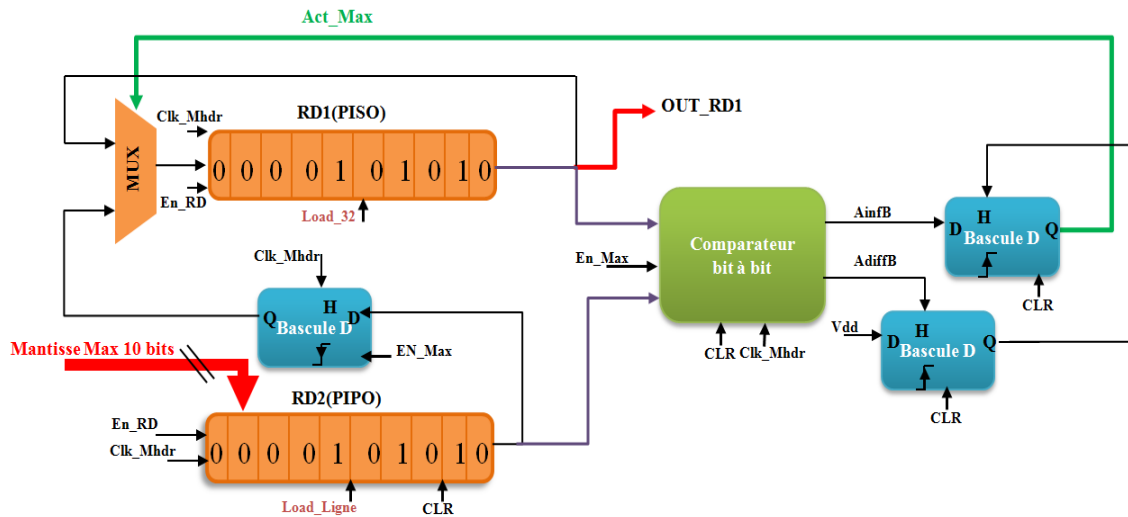 Act_Max
Clk_Mhdr
RD1(PISO)
OUT_RD1
MUX
0 0 0 0 1 0 1 0 1 0
En_RD
Load_32
Comparateur
bit à bit
AinfB
H
D Q
Bascule D
CLR
En_Max
AdiffB
Clk_Mhdr
H
Q D
Bascule D
EN_Max
CLR
Clk_Mhdr
Vdd
H
D Q
Bascule D
CLR
Mantisse Max 10 bits
RD2(PIPO)
En_RD
Clk_Mhdr
0 0 0 0 1 0 1 0 1 0
Load_Ligne
CLR